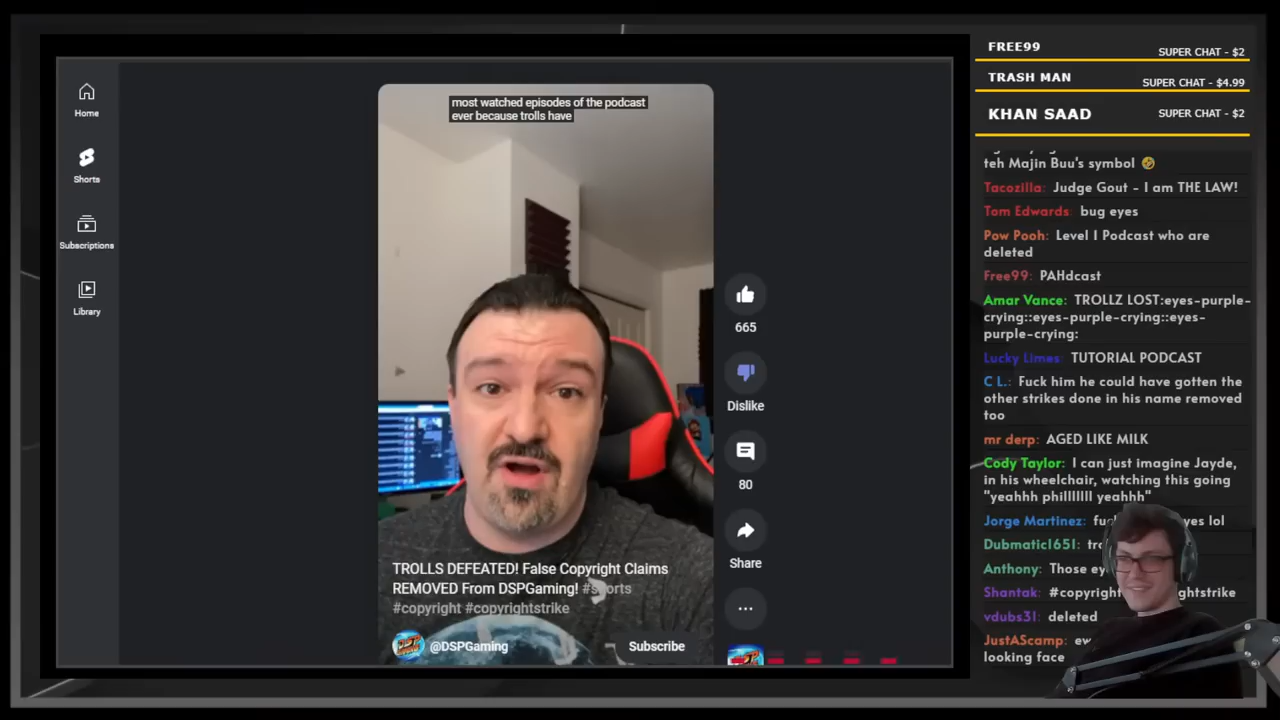 most watched episodes of the podcast
ever because trolls have
Home
Shorts
Subscriptions
Library
665
Dislike
80
Share
TROLLS DEFEATED! False Copyright Claims
REMOVED From DSPGaming! #shorts
#copyright #copyrightstrike
@DSPGaming
Subscribe
FREE99
SUPER CHAT - $2
TRASH MAN
SUPER CHAT - $4.99
KHAN SAAD
SUPER CHAT - $2
teh Majin Buu's symbol
Tacozilla: Judge Gout - I am THE LAW!
Tom Edwards: bug eyes
Pow Pooh: Level 1 Podcast who are
deleted
Free99: PAHdcast
Amar Vance: TROLLZ LOST:eyes-purple-
crying::eyes-purple-crying::eyes-
purple-crying:
Lucky Limes: TUTORIAL PODCAST
C L.: Fuck him he could have gotten the
other strikes done in his name removed
too
mr derp: AGED LIKE MILK
Cody Taylor: I can just imagine Jayde,
in his wheelchair, watching this going
"yeahhh philllllll yeahhh"
Jorge Martinez: lol
Dubmatic1651:
Anthony: Those
Shantak: #copyright
vdubs31: deleted
JustAScamp:
looking face